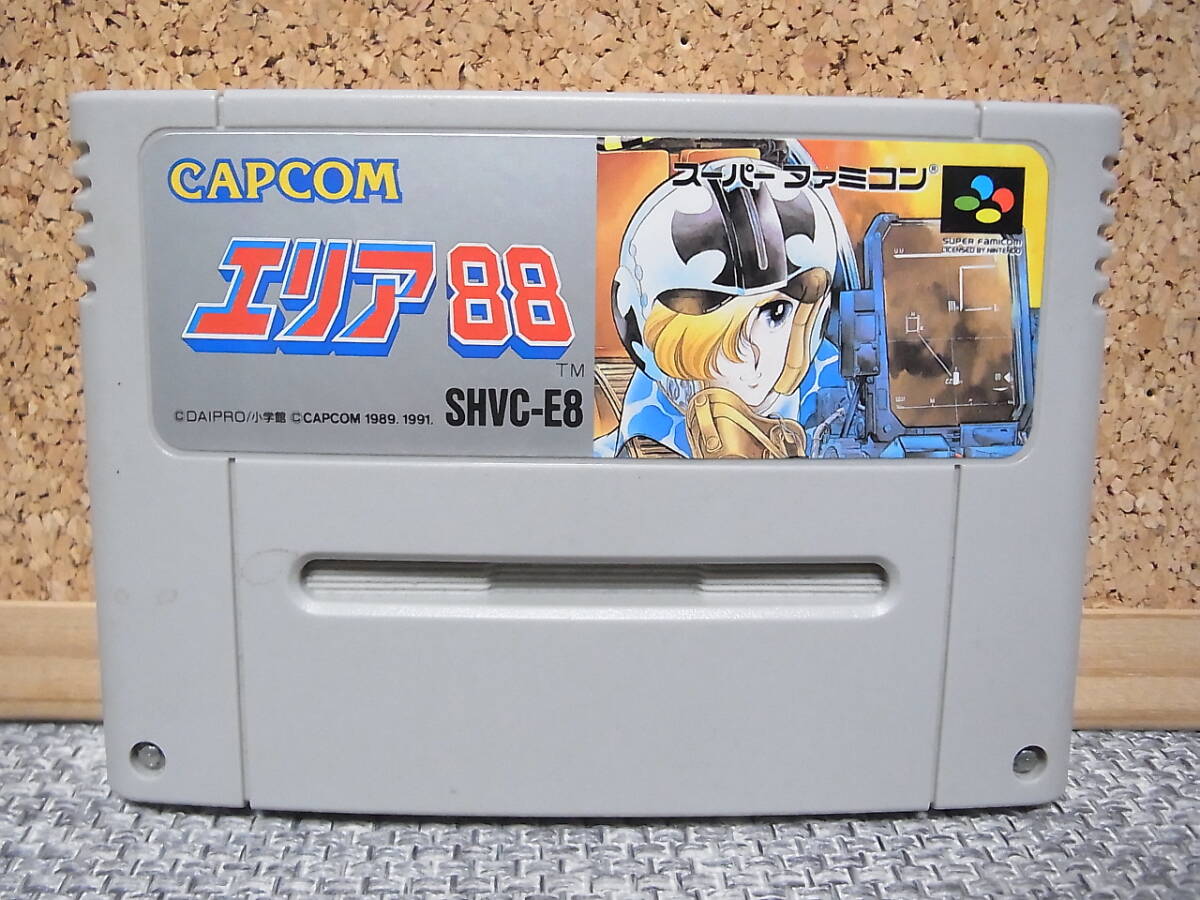 CAPCOM
スーパーファミコン®
SUPER FAMICOM
LICENSED BY NINTENDO
エリア88
TM
©DAIPRO/小学館 ©CAPCOM 1989. 1991. SHVC-E8